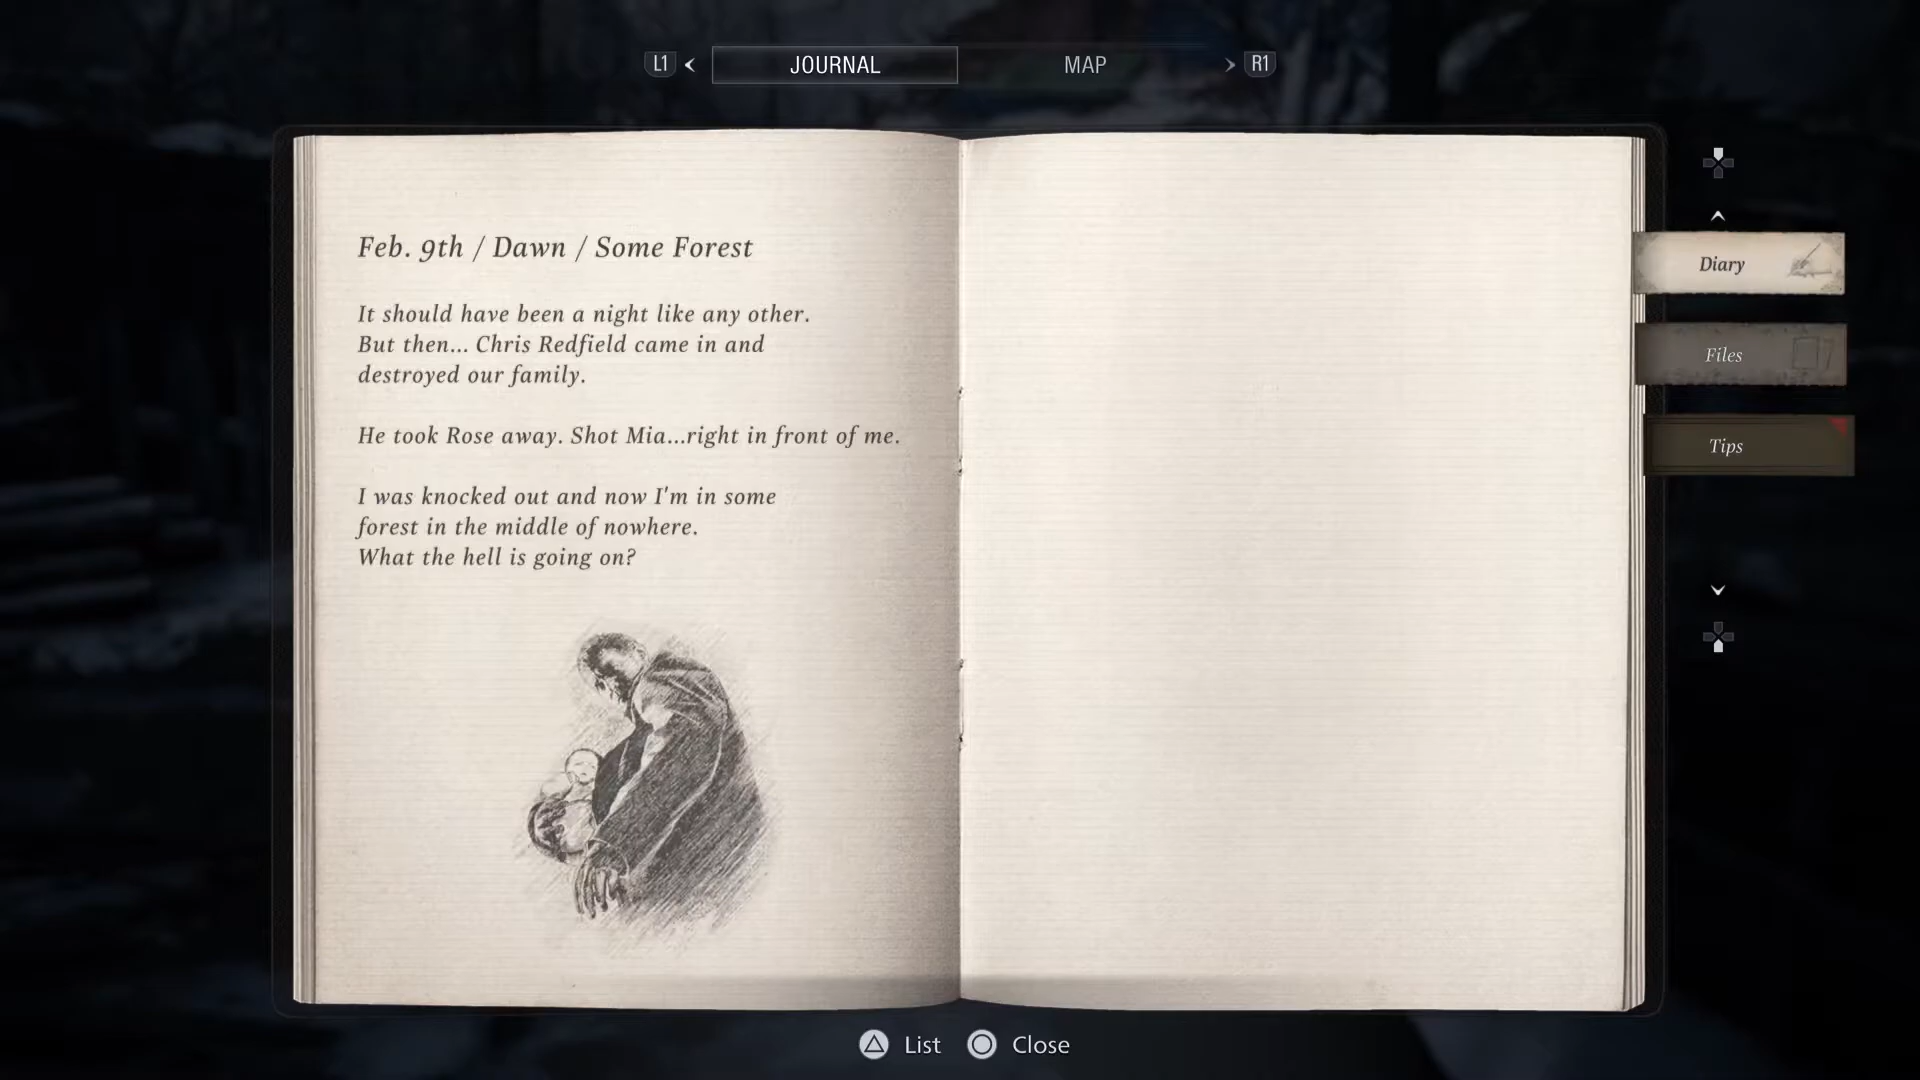 L1
JOURNAL
MAP
R1
Feb. 9th / Dawn / Some Forest
It should have been a night like any other.
But then... Chris Redfield came in and
destroyed our family.
He took Rose away. Shot Mia...right in front of me.
I was knocked out and now I'm in some
forest in the middle of nowhere.
What the hell is going on?
Diary
Files
Tips
List
Close